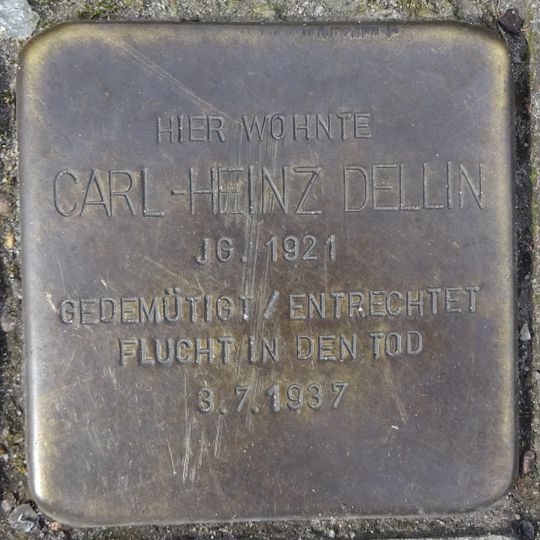 HIER WOHNTE
CARL-HEINZ DELLIN
JG. 1921
GEDEMÜTIGT / ENTRECHTET
FLUCHT IN DEN TOD
3.7.1937